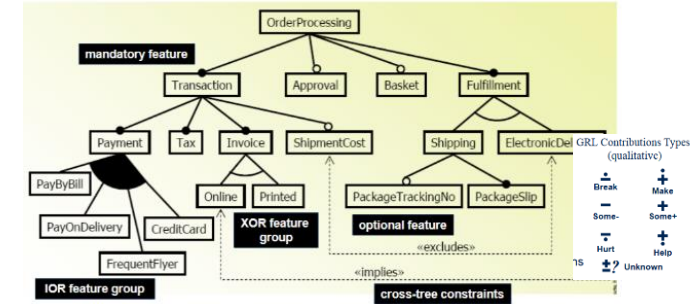 OrderProcessing
mandatory feature
Transaction
Approval
Basket
Fulfillment
Payment
Tax
Invoice
ShipmentCost
Shipping
ElectronicDel
GRL Contributions Types
(qualitative)
PayByBill
Online
Printed
PackageTrackingNo
PackageSlip
Break
Make
PayOnDelivery
CreditCard
XOR feature
group
optional feature
Some-
Some+
«excludes»
FrequentFlyer
Hurt
Help
«implies»
ns
? Unknown
IOR feature group
cross-tree constraints